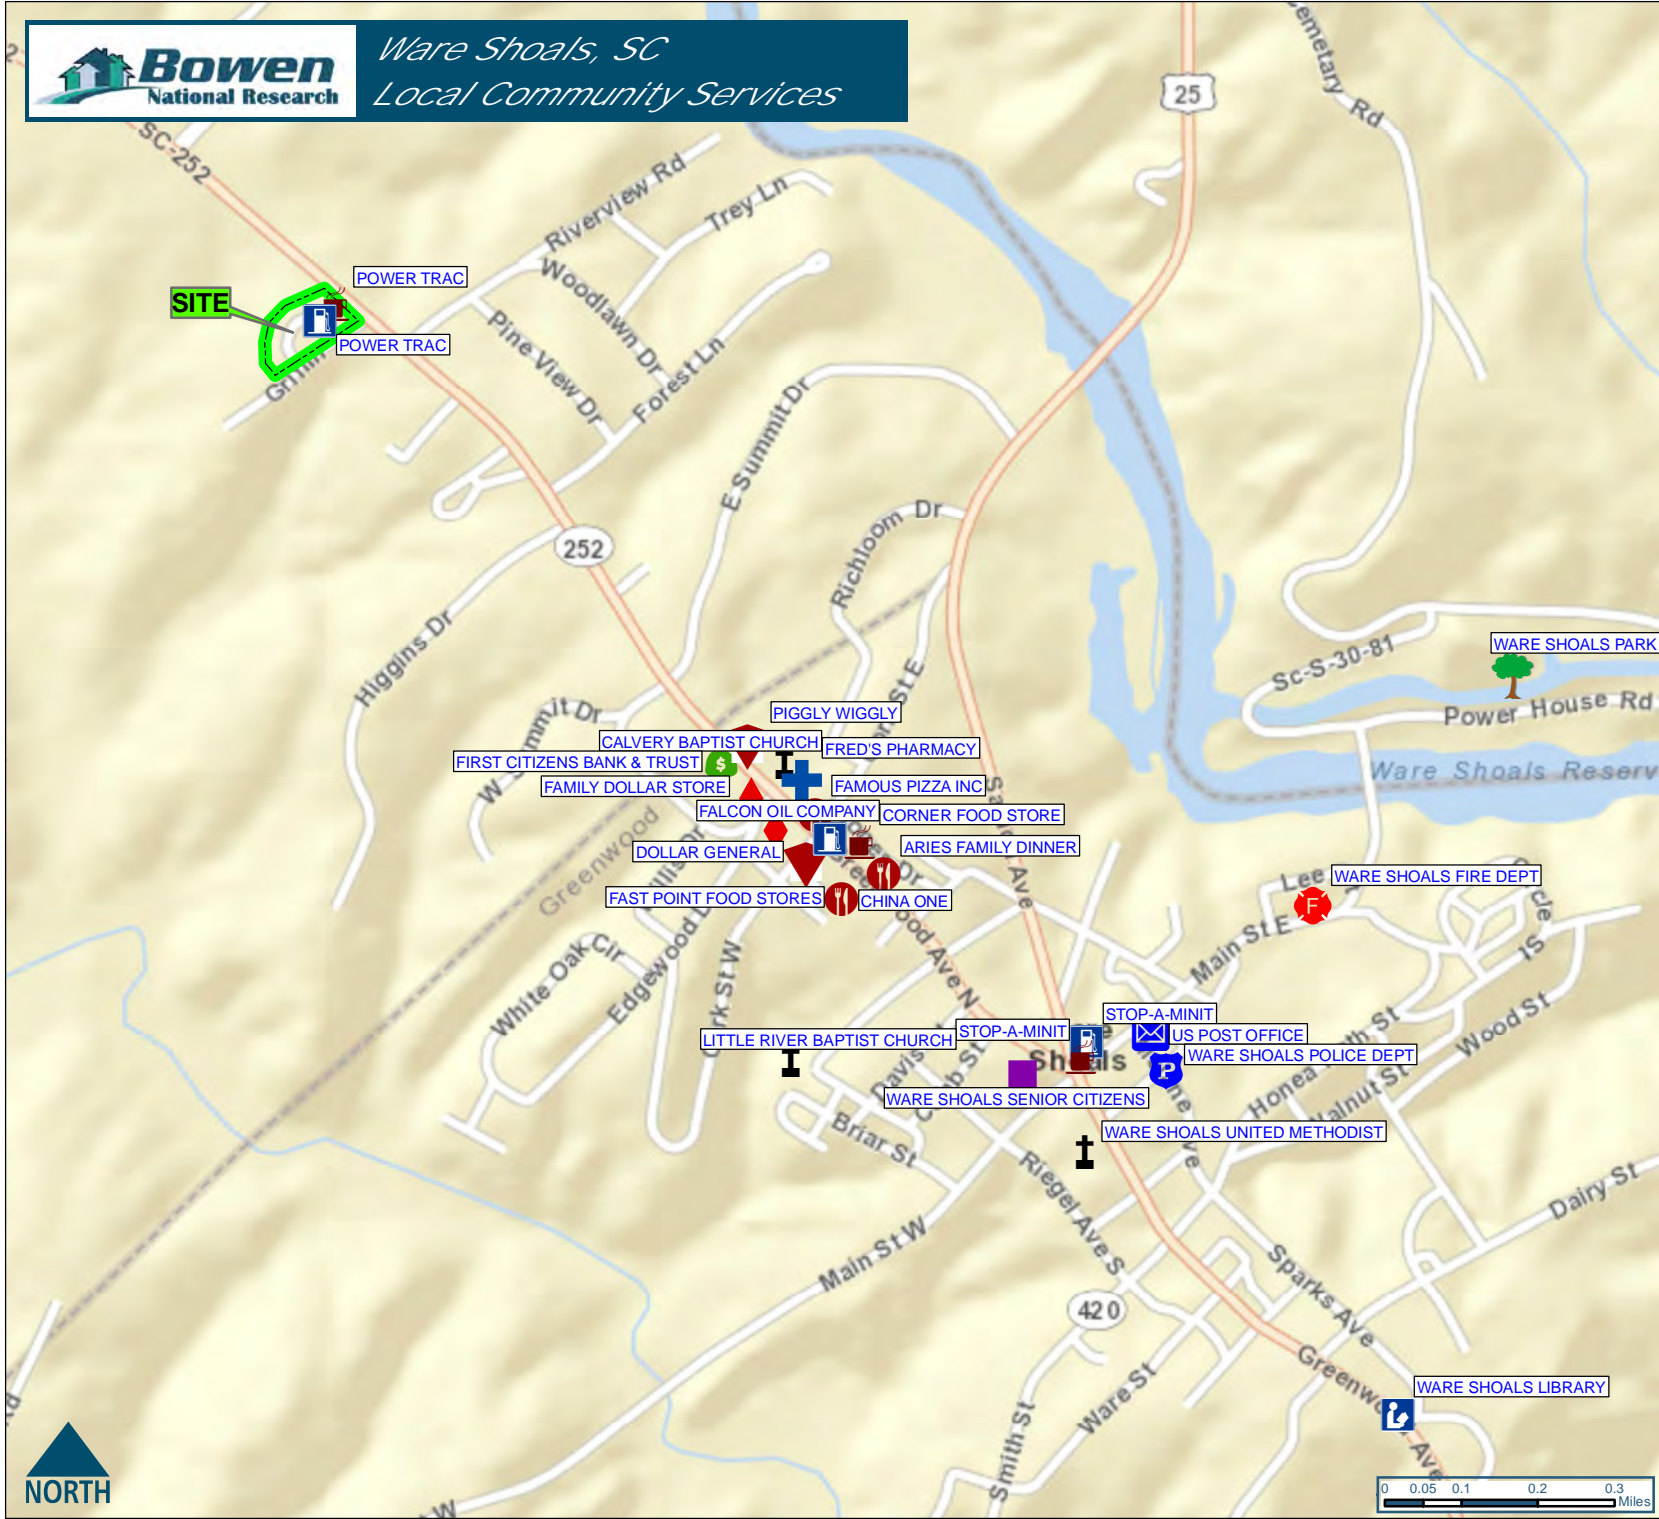 Bowen
National Research
Ware Shoals, SC
Local Community Services
25
Cemetary Rd
SC-252
Riverview Rd
Trey Ln
POWER TRAC
SITE
POWER TRAC
Woodlawn Dr
Pine View Dr
Forest Ln
E Summit Dr
Richloom Dr
252
Higgins Dr
WARE SHOALS PARK
Sc-S-30-81
Power House Rd
PIGGLY WIGGLY
CALVERY BAPTIST CHURCH
FRED'S PHARMACY
FIRST CITIZENS BANK & TRUST
$
FAMILY DOLLAR STORE
FAMOUS PIZZA INC
Ware Shoals Reserv
FALCON OIL COMPANY
CORNER FOOD STORE
Greenwood
DOLLAR GENERAL
ARIES FAMILY DINNER
FAST POINT FOOD STORES
CHINA ONE
Lee
WARE SHOALS FIRE DEPT
F
Main St E
White Oak Cir
Edgewood
STOP-A-MINIT
STOP-A-MINIT
US POST OFFICE
LITTLE RIVER BAPTIST CHURCH
WARE SHOALS POLICE DEPT
P
Shoals
WARE SHOALS SENIOR CITIZENS
Wood St
Briar St
WARE SHOALS UNITED METHODIST
Riegel Ave S
Dairy St
Main St W
Sparks Ave
420
Ware St
Smith St
WARE SHOALS LIBRARY
NORTH
0 0.05 0.1 0.2 0.3
Miles